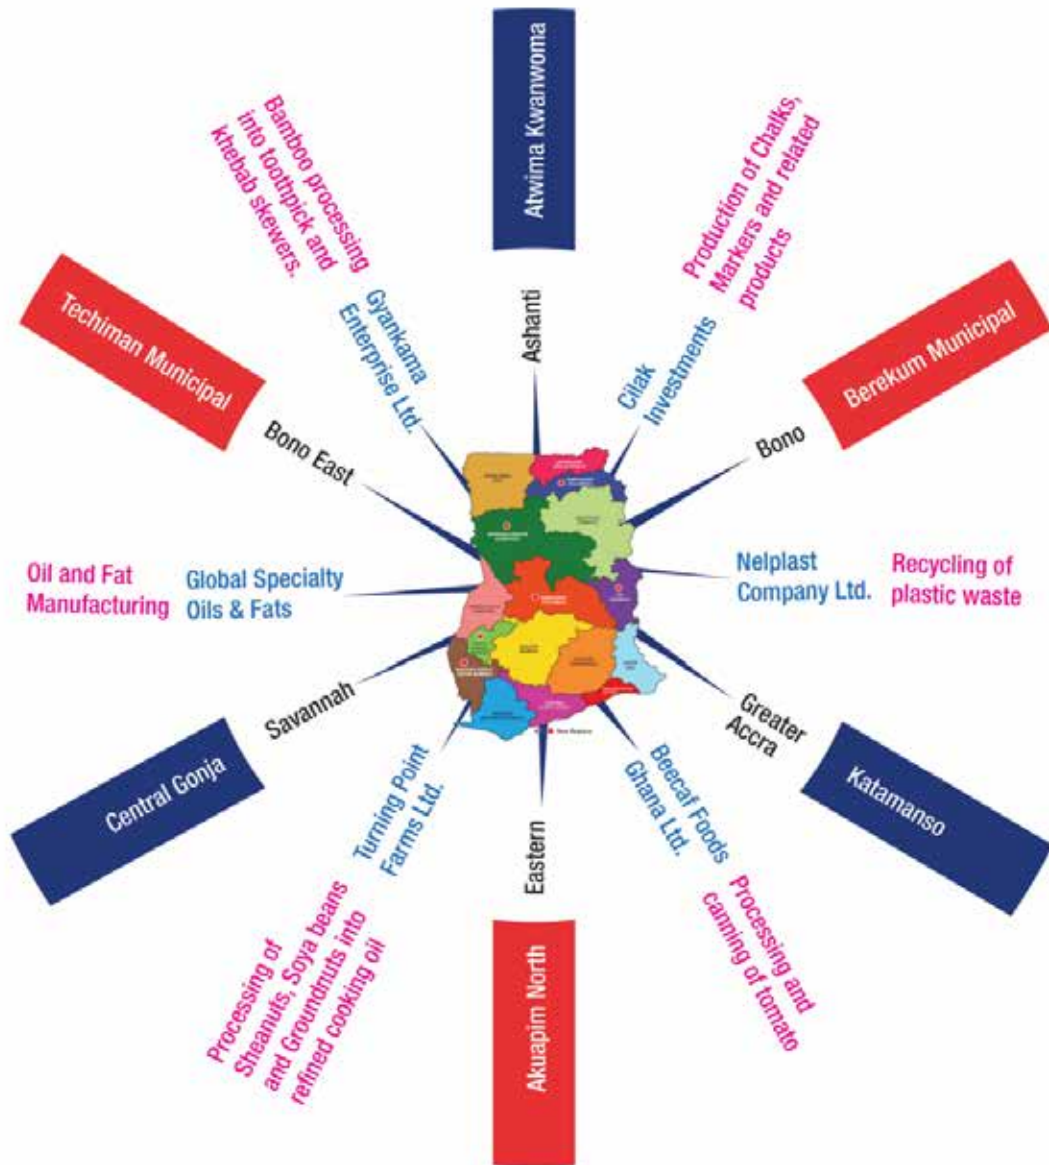 Atwima Kwanwoma
Ashanti
Production of Chalks,
Markers and related
products
Cilak
Investments
Berekum Municipal
Bono
Nelplast
Company Ltd.
Recycling of
plastic waste
Greater
Accra
Katamanso
Beecaf Foods
Ghana Ltd.
Processing and
canning of tomato
Eastern
Akuapim North
Turning Point
Farms Ltd.
Processing of
Sheanuts, Soya beans
and Groundnuts into
refined cooking oil
Savannah
Central Gonja
Global Specialty
Oils & Fats
Oil and Fat
Manufacturing
Bono East
Techiman Municipal
Gyankama
Enterprise Ltd.
Bamboo processing
into toothpick and
khebab skewers.